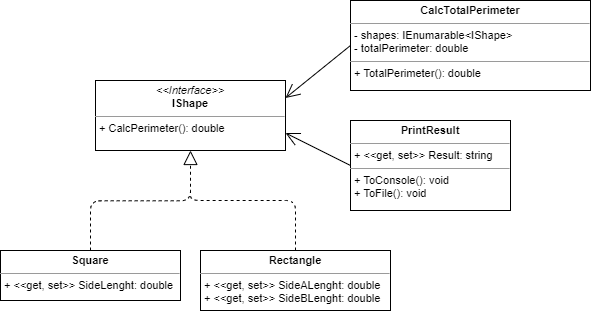 CalcTotalPerimeter
- shapes: IEnumarable<IShape>
- totalPerimeter: double
+ TotalPerimeter(): double
<<Interface>>
IShape
+ CalcPerimeter(): double
PrintResult
+ <<get, set>> Result: string
+ ToConsole(): void
+ ToFile(): void
Square
+ <<get, set>> SideLenght: double
Rectangle
+ <<get, set>> SideALenght: double
+ <<get, set>> SideBLenght: double